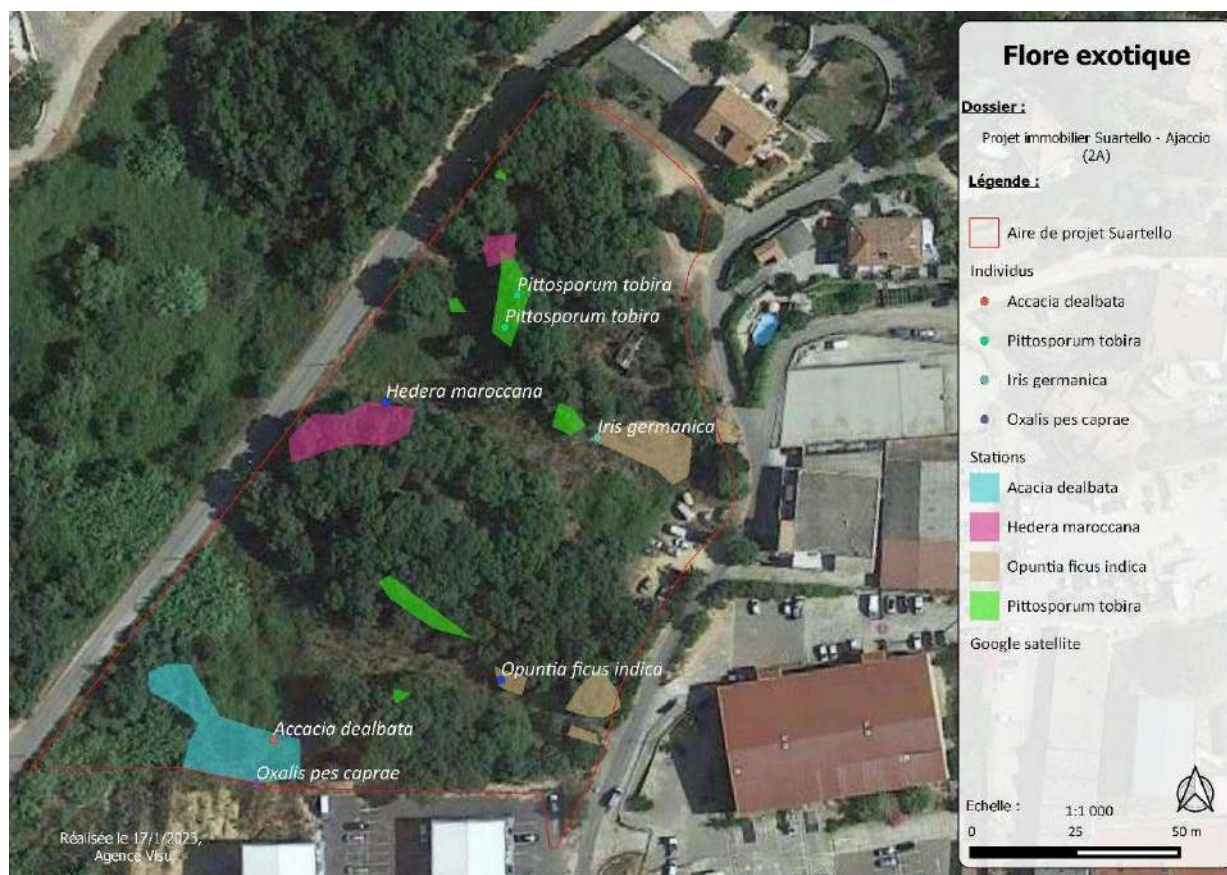 Flore exotique
Dossier :
Projet immobilier Suartello - Ajaccio
(2A)
Légende :
Aire de projet Suartello
Individus
Accacia dealbata
Pittosporum tobira
Iris germanica
Oxalis pes caprae
Stations
Acacia dealbata
Hedera maroccana
Opuntia ficus indica
Pittosporum tobira
Google satellite
Echelle :
1:1 000
0 25 50 m
Pittosporum tobira
Pittosporum tobira
Hedera maroccana
Iris germanica
Opuntia ficus indica
Accacia dealbata
Oxalis pes caprae
Réalisée le 17/1/2023,
Agence Visu